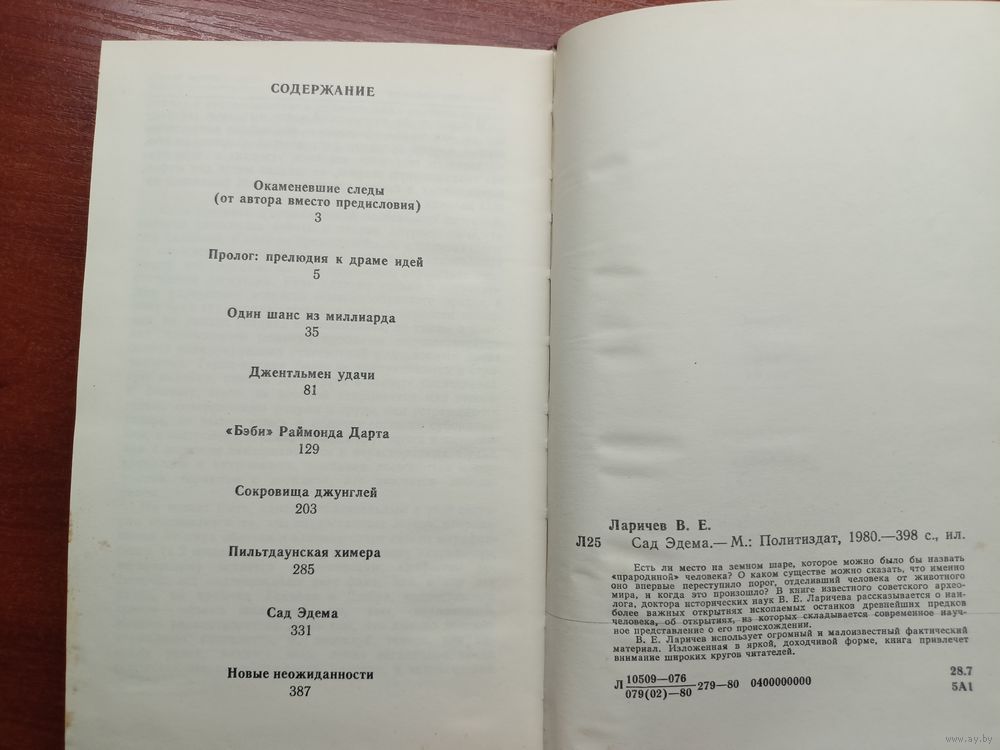 СОДЕРЖАНИЕ
Окаменевшие следы
(от автора вместо предисловия)
3
Пролог: прелюдия к драме идей
5
Один шанс из миллиарда
35
Джентльмен удачи
81
«Бэби» Раймонда Дарта
129
Сокровища джунглей
203
Пильтдаунская химера
285
Сад Эдема
331
Новые неожиданности
387
Ларичев В. Е.
Л25 Сад Эдема.— М.: Политиздат, 1980.—398 с., ил.
Есть ли место на земном шаре, которое можно было бы назвать
«прародиной» человека? О каком существе можно сказать, что именно
оно впервые переступило порог, отделивший человека от животного
мира, и когда это произошло? В книге известного советского архео-
лога, доктора исторических наук В. Е. Ларичева рассказывается о наи-
более важных открытиях ископаемых останков древнейших предков
человека, об открытиях, из которых складывается современное науч-
ное представление о его происхождении.
В. Е. Ларичев использует огромный и малоизвестный фактический
материал. Изложенная в яркой, доходчивой форме, книга привлечет
внимание широких кругов читателей.
Л 10509—076
079(02)—80 279—80 0400000000
28.7
5А1
www.ay.by